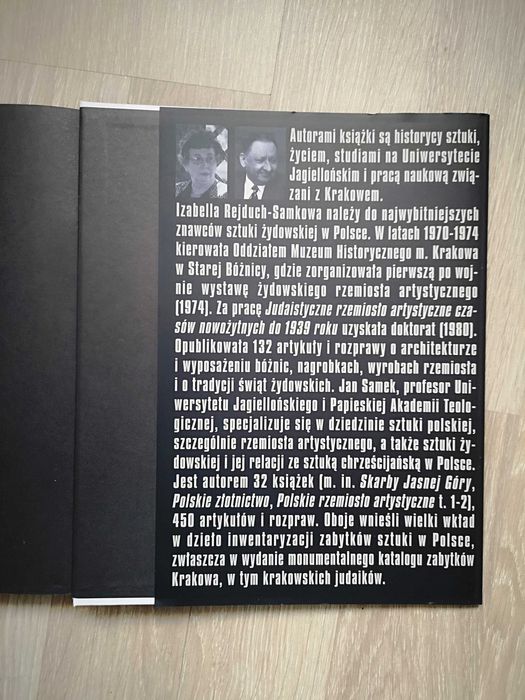 Autorami książki są historycy sztuki,
życiem, studiami na Uniwersytecie
Jagiellońskim i pracą naukową zwią-
zani z Krakowem.
Izabella Rejduch-Samkowa należy do najwybitniejszych
znawców sztuki żydowskiej w Polsce. W latach 1970-1974
kierowała Oddziałem Muzeum Historycznego m. Krakowa
w Starej Bóżnicy, gdzie zorganizowała pierwszą po woj-
nie wystawę żydowskiego rzemiosła artystycznego
(1974). Za pracę Judaistyczne rzemiosło artystyczne cza-
sów nowożytnych do 1939 roku uzyskała doktorat (1980).
Opublikowała 132 artykuły i rozprawy o architekturze
i wyposażeniu bóżnic, nagrobkach, wyrobach rzemiosła
i o tradycji świąt żydowskich. Jan Samek, profesor Uni-
wersytetu Jagiellońskiego i Papieskiej Akademii Teolo-
gicznej, specjalizuje się w dziedzinie sztuki polskiej,
szczególnie rzemiosła artystycznego, a także sztuki ży-
dowskiej i jej relacji ze sztuką chrześcijańską w Polsce.
Jest autorem 32 książek (m. in. Skarby Jasnej Góry,
Polskie złotnictwo, Polskie rzemiosło artystyczne t. 1-2),
450 artykułów i rozpraw. Oboje wnieśli wielki wkład
w dzieło inwentaryzacji zabytków sztuki w Polsce,
zwłaszcza w wydanie monumentalnego katalogu zabytków
Krakowa, w tym krakowskich judaików.